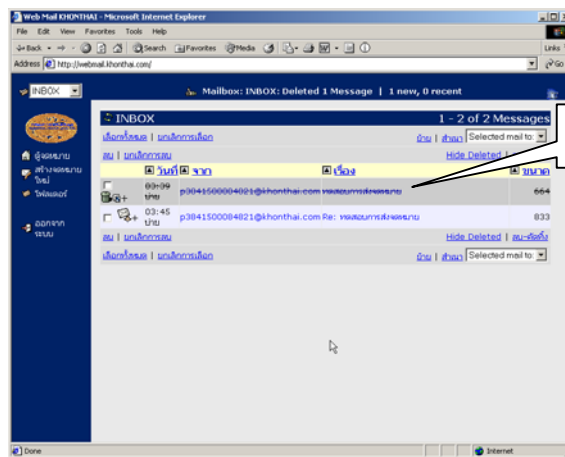 Web Mail KHONTHAI - Microsoft Internet Explorer
File Edit View Favorites Tools Help
Back Search Favorites Media Links
Address http://webmail.khonthai.com/ Go
INBOX Mailbox: INBOX: Deleted 1 Message | 1 new, 0 recent
INBOX 1 - 2 of 2 Messages
เลือกทั้งหมด | ยกเลิกการเลือก ย้าย | สำเนา Selected mail to:
ลบ | ยกเลิกการลบ Hide Deleted |
วันที่ จาก เรื่อง ขนาด
03:39 บ่าย p3841500004821@khonthai.com ทดสอบการส่งจดหมาย 664
03:45 บ่าย p3841500004821@khonthai.com Re: ทดสอบการส่งจดหมาย 833
ลบ | ยกเลิกการลบ Hide Deleted | ลบ-ทิ้ง
เลือกทั้งหมด | ยกเลิกการเลือก ย้าย | สำเนา Selected mail to:
ตู้จดหมาย
สร้างจดหมาย
ใหม่
โฟลเดอร์
ออกจาก
ระบบ
Done Internet